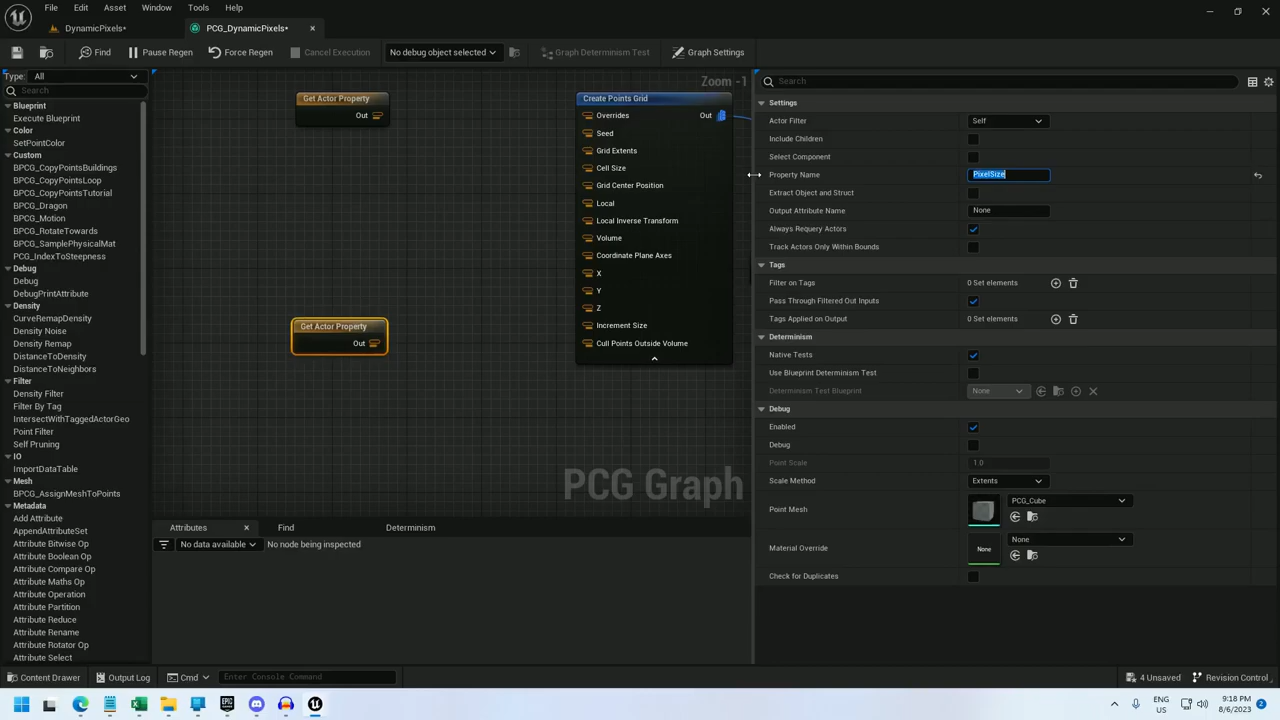 File Edit Asset Window Tools Help
DynamicPixels*
PCG_DynamicPixels*
Find
Pause Regen
Force Regen
Cancel Execution
No debug object selected
Graph Determinism Test
Graph Settings
Type: All
Search
Blueprint
Execute Blueprint
Color
SetPointColor
Custom
BPCG_CopyPointsBuildings
BPCG_CopyPointsLoop
BPCG_CopyPointsTutorial
BPCG_Dragon
BPCG_Motion
BPCG_RotateTowards
BPCG_SamplePhysicalMat
PCG_IndexToSteepness
Debug
Debug
DebugPrintAttribute
Density
CurveRemapDensity
Density Noise
Density Remap
DistanceToDensity
DistanceToNeighbors
Filter
Density Filter
Filter By Tag
IntersectWithTaggedActorGeo
Point Filter
Self Pruning
IO
ImportDataTable
Mesh
BPCG_AssignMeshToPoints
Metadata
Add Attribute
AppendAttributeSet
Attribute Bitwise Op
Attribute Boolean Op
Attribute Compare Op
Attribute Maths Op
Attribute Operation
Attribute Partition
Attribute Reduce
Attribute Rename
Attribute Rotator Op
Attribute Select
Zoom -1
Get Actor Property
Out
Get Actor Property
Out
Create Points Grid
Overrides Out
Seed
Grid Extents
Cell Size
Grid Center Position
Local
Local Inverse Transform
Volume
Coordinate Plane Axes
X
Y
Z
Increment Size
Cull Points Outside Volume
PCG Graph
Attributes
Find
Determinism
No data available
No node being inspected
Search
Settings
Actor Filter Self
Include Children
Select Component
Property Name PixelSize
Extract Object and Struct
Output Attribute Name None
Always Requery Actors
Track Actors Only Within Bounds
Tags
Filter on Tags 0 Set elements
Pass Through Filtered Out Inputs
Tags Applied on Output 0 Set elements
Determinism
Native Tests
Use Blueprint Determinism Test
Determinism Test Blueprint None
Debug
Enabled
Debug
Point Scale 1.0
Scale Method Extents
Point Mesh PCG_Cube
Material Override None None
Check for Duplicates
Content Drawer
Output Log
Cmd
Enter Console Command
4 Unsaved
Revision Control
ENG
US
9:18 PM
8/6/2023
2